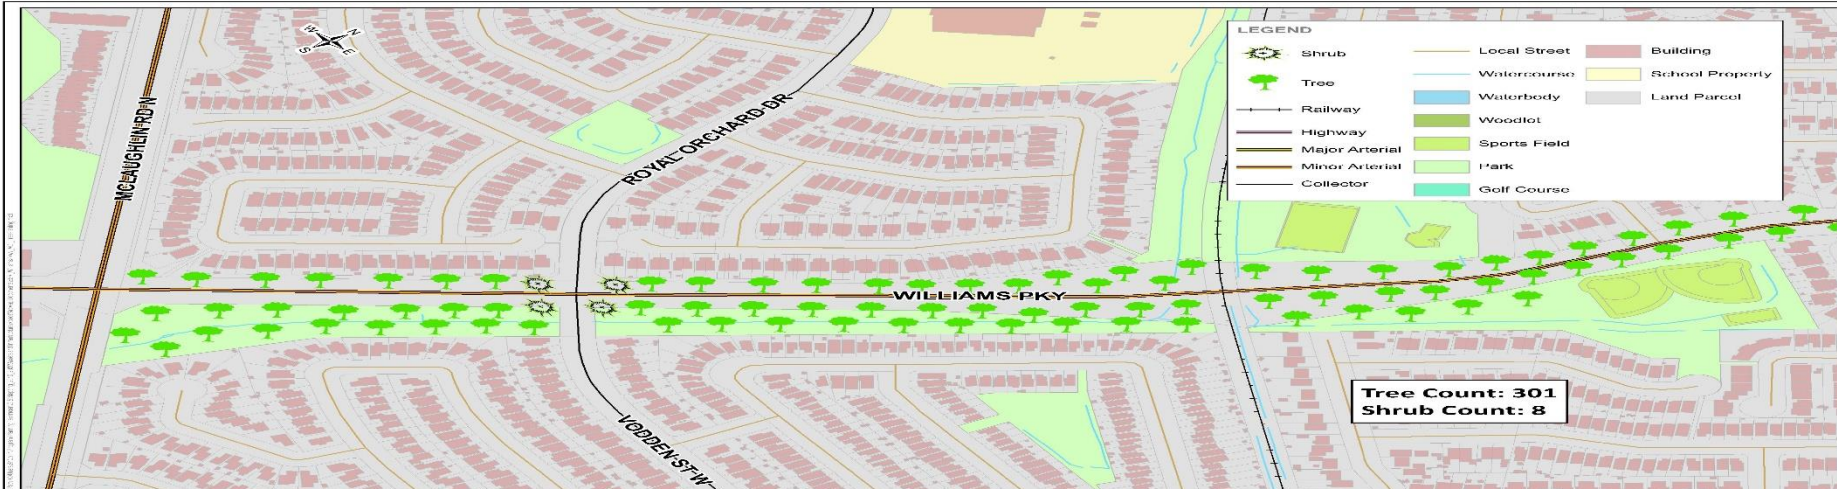 N
W
E
S
MCLAUGHLIN RD N
ROYAL ORCHARD DR
WILLIAMS PKY
VODDEN ST W
LEGEND
Shrub
Tree
Railway
Highway
Major Arterial
Minor Arterial
Collector
Local Street
Watercourse
Waterbody
Woodlot
Sports Field
Park
Golf Course
Building
School Property
Land Parcel
Tree Count: 301
Shrub Count: 8